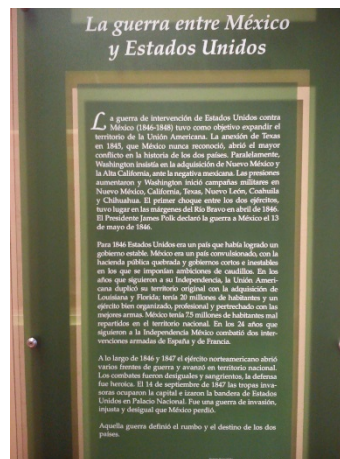 La guerra entre México
y Estados Unidos
La guerra de intervención de Estados Unidos contra
México (1846-1848) tuvo como objetivo expandir el
territorio de la Unión Americana. La anexión de Texas
en 1845, que México nunca reconoció, abrió el mayor
conflicto en la historia de los dos países. Paralelamente,
Washington insistía en la adquisición de Nuevo México y
la Alta California, ante la negativa mexicana. Las presiones
aumentaron y Washington inició campañas militares en
Nuevo México, California, Texas, Nuevo León, Coahuila
y Chihuahua. El primer choque entre los dos ejércitos,
tuvo lugar en las márgenes del Río Bravo en abril de 1846.
El Presidente James Polk declaró la guerra a México el 13
de mayo de 1846.
Para 1846 Estados Unidos era un país que había logrado un
gobierno estable. México era un país convulsionado, con la
hacienda pública quebrada y gobiernos cortos e inestables
en los que se imponían ambiciones de caudillos. En los
años que siguieron a su Independencia, la Unión Ameri-
cana duplicó su territorio original con la adquisición de
Louisiana y Florida; tenía 20 millones de habitantes y un
ejército bien organizado, profesional y pertrechado con las
mejores armas. México tenía 7.5 millones de habitantes mal
repartidos en el territorio nacional. En los 24 años que
siguieron a la Independencia México combatió dos inter-
venciones armadas de España y de Francia.
A lo largo de 1846 y 1847 el ejército norteamericano abrió
varios frentes de guerra y avanzó en territorio nacional.
Los combates fueron desiguales y sangrientos, la defensa
fue heroica. El 14 de septiembre de 1847 las tropas inva-
soras ocuparon la capital e izaron la bandera de Estados
Unidos en Palacio Nacional. Fue una guerra de invasión,
injusta y desigual que México perdió.
Aquella guerra definió el rumbo y el destino de los dos
países.